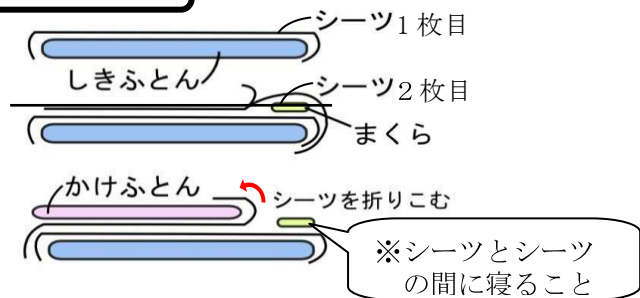 シーツ1枚目
しきふとん
シーツ2枚目
まくら
かけふとん
シーツを折りこむ
※シーツとシーツ
の間に寝ること